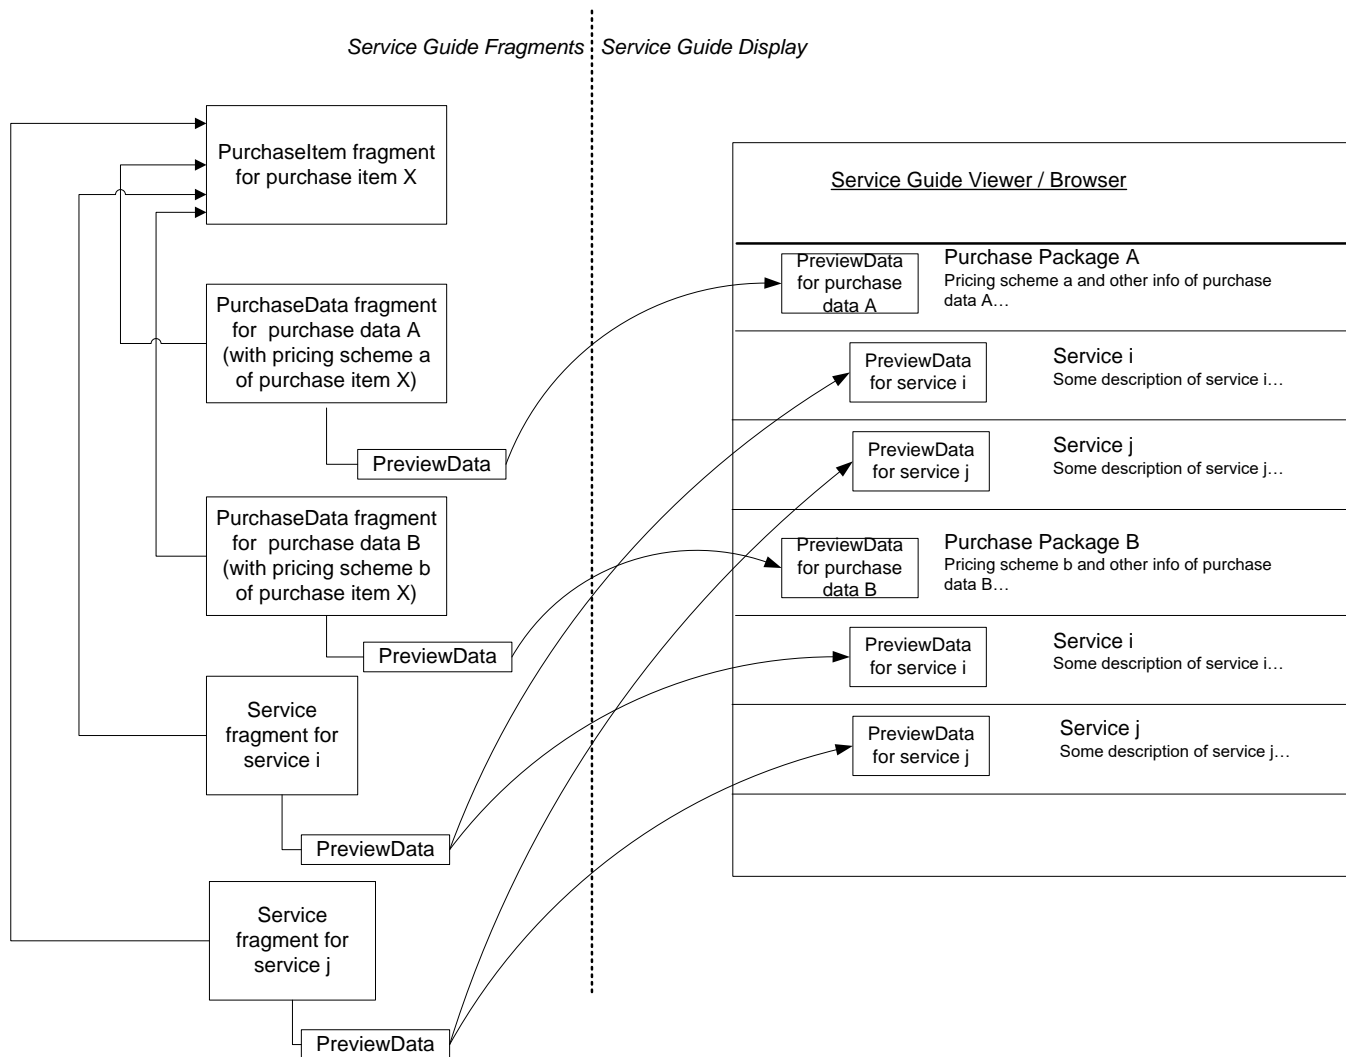 Service Guide Fragments
Service Guide Display
PurchaseItem fragment
for purchase item X
PurchaseData fragment
for purchase data A
(with pricing scheme a
of purchase item X)
PreviewData
PurchaseData fragment
for purchase data B
(with pricing scheme b
of purchase item X)
PreviewData
Service
fragment for
service i
PreviewData
Service
fragment for
service j
PreviewData
Service Guide Viewer / Browser
PreviewData
for purchase
data A
Purchase Package A
Pricing scheme a and other info of purchase
data A…
PreviewData
for service i
Service i
Some description of service i…
PreviewData
for service j
Service j
Some description of service j…
PreviewData
for purchase
data B
Purchase Package B
Pricing scheme b and other info of purchase
data B…
PreviewData
for service i
Service i
Some description of service i…
PreviewData
for service j
Service j
Some description of service j…